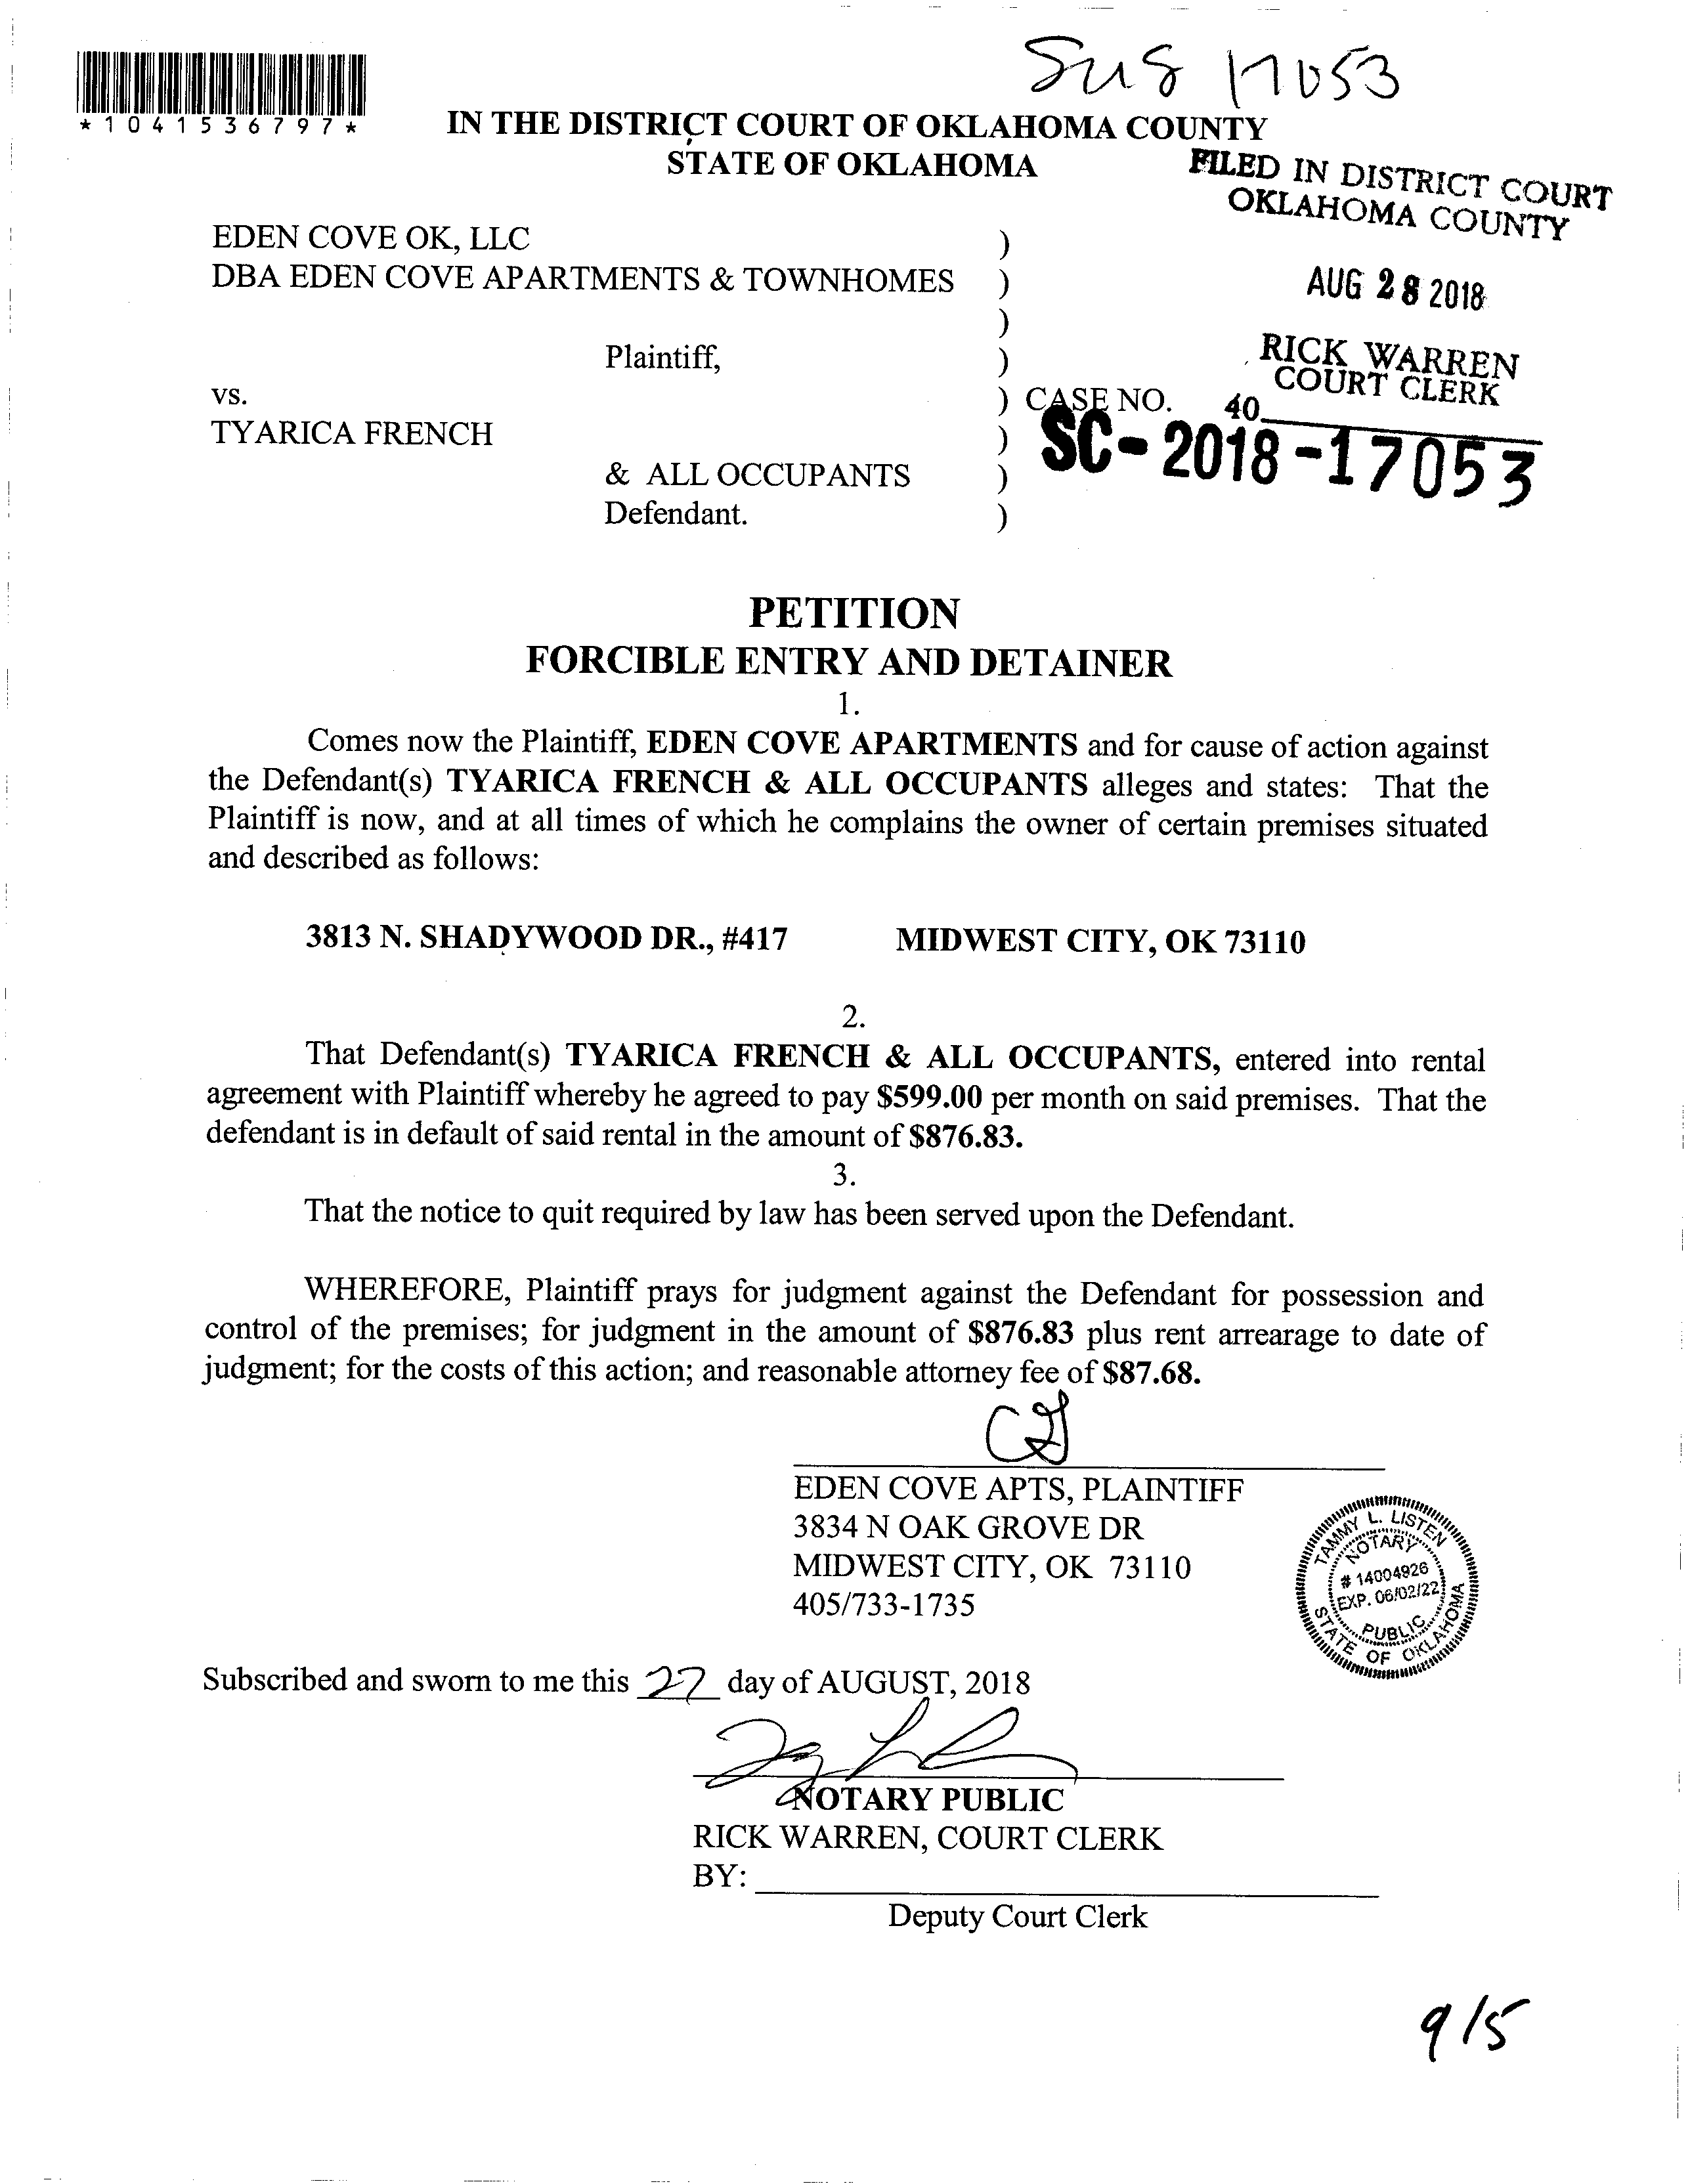 Sus 17053
*1041536797*
IN THE DISTRICT COURT OF OKLAHOMA COUNTY
STATE OF OKLAHOMA
FILED IN DISTRICT COURT
OKLAHOMA COUNTY
EDEN COVE OK, LLC )
DBA EDEN COVE APARTMENTS & TOWNHOMES )
AUG 28 2018
)
Plaintiff, )
RICK WARREN
COURT CLERK
vs. ) CASE NO.
40
TYARICA FRENCH )
SC-2018-17053
& ALL OCCUPANTS )
Defendant. )
PETITION
FORCIBLE ENTRY AND DETAINER
1.
Comes now the Plaintiff, EDEN COVE APARTMENTS and for cause of action against
the Defendant(s) TYARICA FRENCH & ALL OCCUPANTS alleges and states: That the
Plaintiff is now, and at all times of which he complains the owner of certain premises situated
and described as follows:
3813 N. SHADYWOOD DR., #417 MIDWEST CITY, OK 73110
2.
That Defendant(s) TYARICA FRENCH & ALL OCCUPANTS, entered into rental
agreement with Plaintiff whereby he agreed to pay $599.00 per month on said premises. That the
defendant is in default of said rental in the amount of $876.83.
3.
That the notice to quit required by law has been served upon the Defendant.
WHEREFORE, Plaintiff prays for judgment against the Defendant for possession and
control of the premises; for judgment in the amount of $876.83 plus rent arrearage to date of
judgment; for the costs of this action; and reasonable attorney fee of $87.68.
EDEN COVE APTS, PLAINTIFF
3834 N OAK GROVE DR
MIDWEST CITY, OK 73110
405/733-1735
TAMMY L. LISTEN
NOTARY
# 14004926
EXP. 06/02/22
PUBLIC
STATE OF OKLAHOMA
Subscribed and sworn to me this 27 day of AUGUST, 2018
NOTARY PUBLIC
RICK WARREN, COURT CLERK
BY:
Deputy Court Clerk
9/5